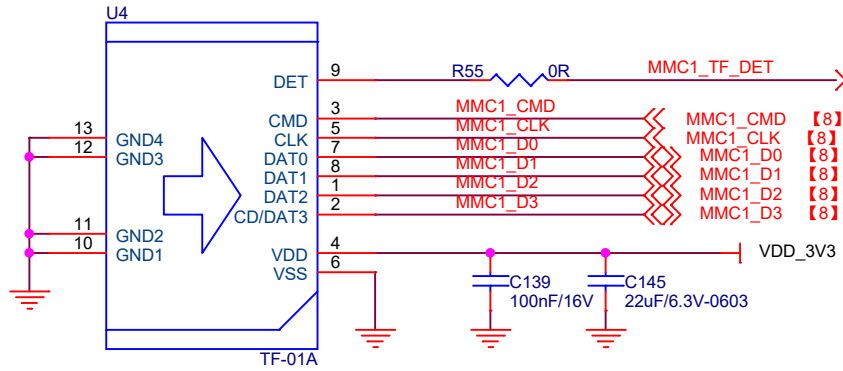 U4
DET 9 R55 0R MMC1_TF_DET
CMD 3 MMC1_CMD MMC1_CMD 【8】
13 GND4 CLK 5 MMC1_CLK MMC1_CLK 【8】
12 GND3 DAT0 7 MMC1_D0 MMC1_D0 【8】
DAT1 8 MMC1_D1 MMC1_D1 【8】
DAT2 1 MMC1_D2 MMC1_D2 【8】
11 GND2 CD/DAT3 2 MMC1_D3 MMC1_D3 【8】
10 GND1 VDD 4 VDD_3V3
VSS 6
C139 C145
100nF/16V 22uF/6.3V-0603
TF-01A